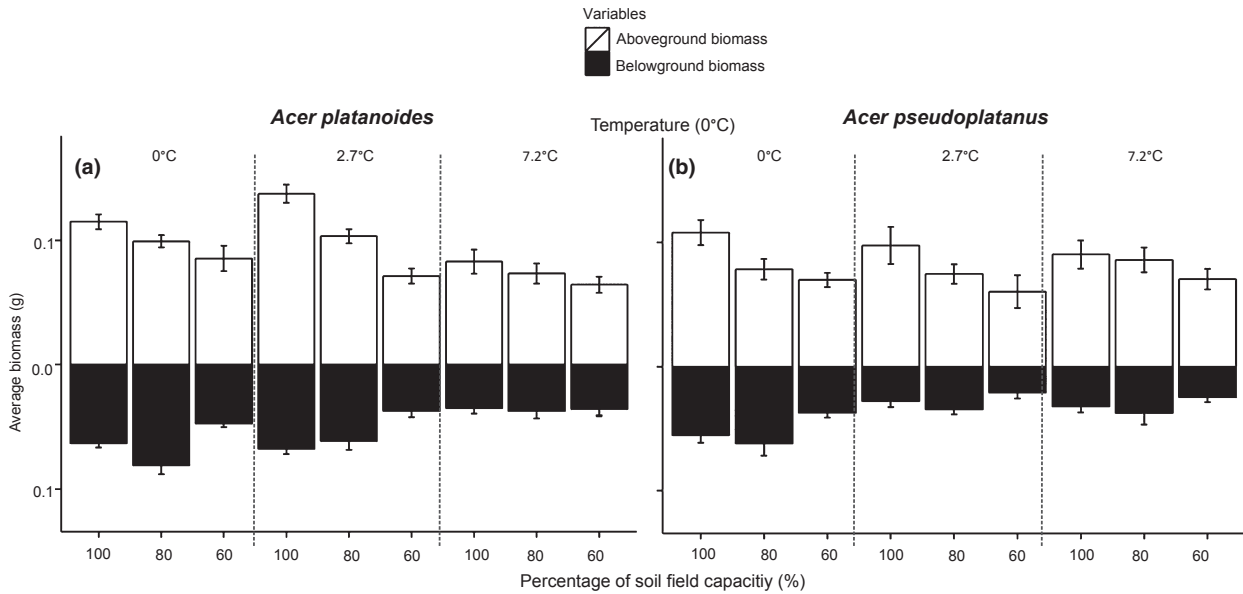 Variables
Aboveground biomass
Belowground biomass
Acer platanoides
Temperature (0°C)
Acer pseudoplatanus
(a)
0°C
2.7°C
7.2°C
(b)
0°C
2.7°C
7.2°C
Average biomass (g)
0.1
0.0
0.1
100 80 60 100 80 60 100 80 60
100 80 60 100 80 60 100 80 60
Percentage of soil field capacitiy (%)